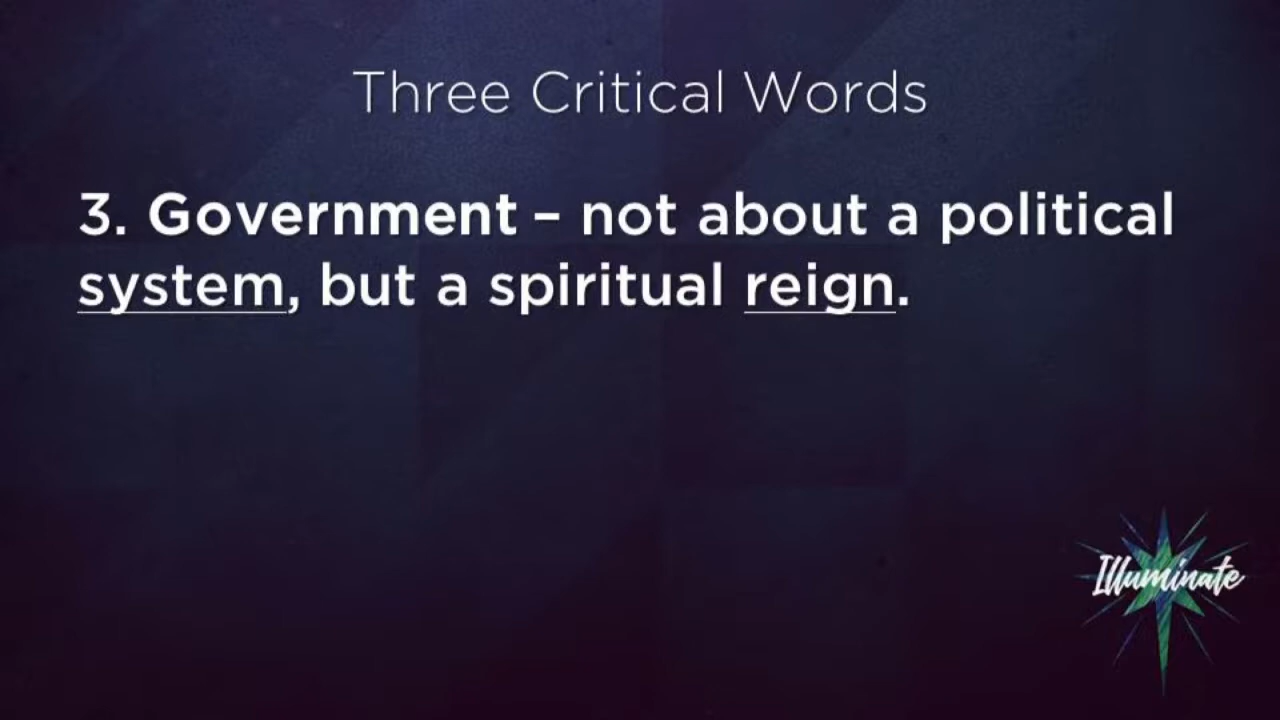 Three Critical Words
3. Government – not about a political
system, but a spiritual reign.
Illuminate